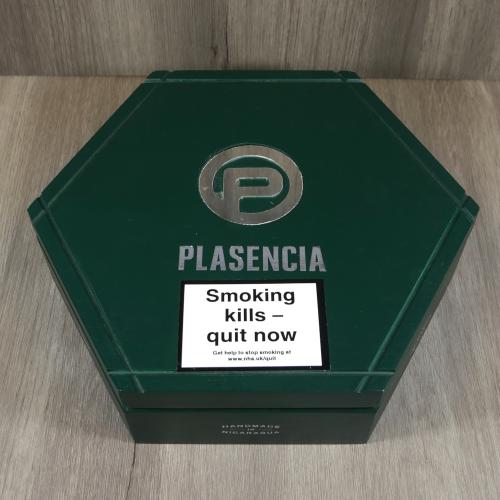 P
PLASENCIA
Smoking
kills –
quit now
Get help to stop smoking at
www.nhs.uk/quit
HANDMADE
IN
NICARAGUA